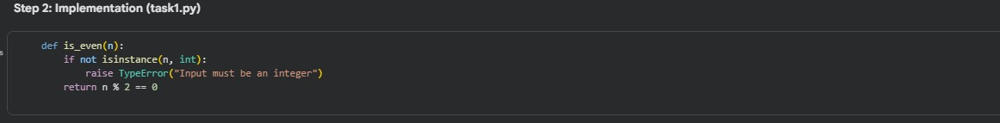 Step 2: Implementation (task1.py)
s
def is_even(n):
    if not isinstance(n, int):
        raise TypeError("Input must be an integer")
    return n % 2 == 0